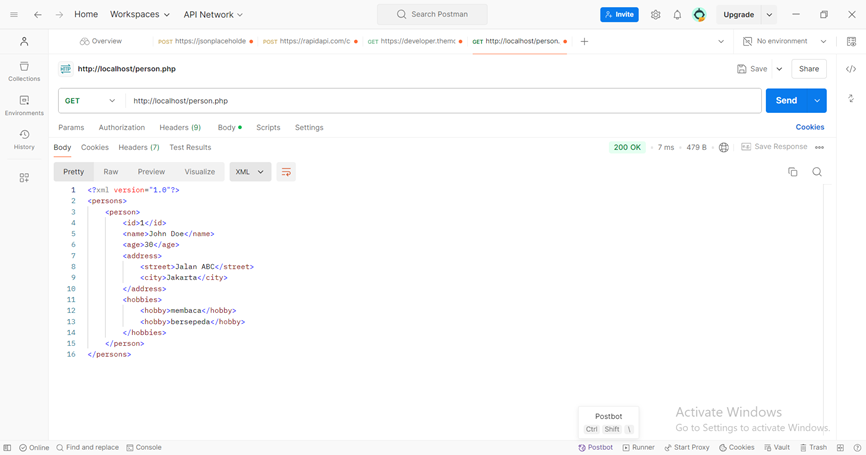 Home Workspaces API Network Search Postman Invite Upgrade
Overview POST https://jsonplaceholde POST https://rapidapi.com/c GET https://developer.themc GET http://localhost/person. No environment
http://localhost/person.php Save Share
GET http://localhost/person.php Send
Params Authorization Headers (9) Body Scripts Settings Cookies
Body Cookies Headers (7) Test Results 200 OK 7 ms 479 B Save Response
Pretty Raw Preview Visualize XML
Collections
Environments
History
1 <?xml version="1.0"?>
2 <persons>
3 <person>
4 <id>1</id>
5 <name>John Doe</name>
6 <age>30</age>
7 <address>
8 <street>Jalan ABC</street>
9 <city>Jakarta</city>
10 </address>
11 <hobbies>
12 <hobby>membaca</hobby>
13 <hobby>bersepeda</hobby>
14 </hobbies>
15 </person>
16 </persons>
Postbot
Ctrl Shift \
Activate Windows
Go to Settings to activate Windows.
Online Find and replace Console Postbot Runner Start Proxy Cookies Vault Trash